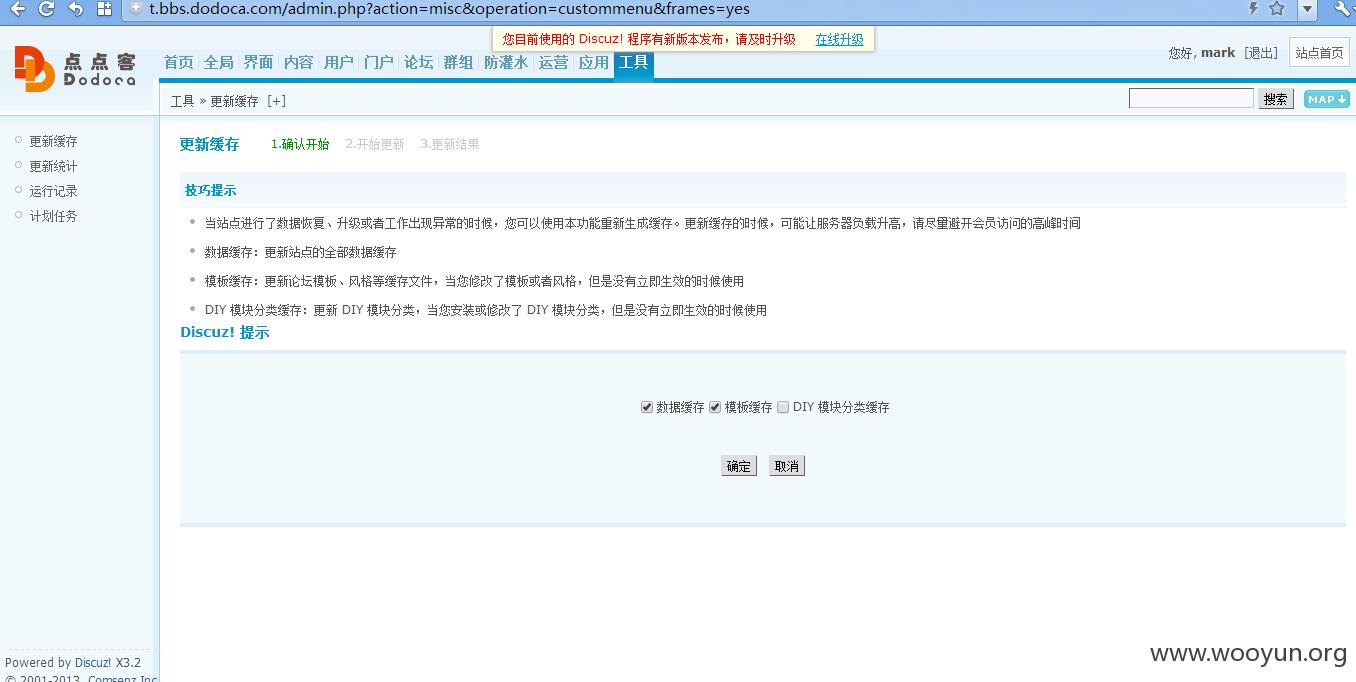 t.bbs.dodoca.com/admin.php?action=misc&operation=custommenu&frames=yes
您目前使用的 Discuz! 程序有新版本发布，请及时升级 在线升级
点点客
Dodoca
首页 全局 界面 内容 用户 门户 论坛 群组 防灌水 运营 应用 工具
您好, mark [退出] 站点首页
工具 » 更新缓存 [+]
搜索 MAP
更新缓存
更新统计
运行记录
计划任务
更新缓存 1.确认开始 2.开始更新 3.更新结果
技巧提示
当站点进行了数据恢复、升级或者工作出现异常的时候，您可以使用本功能重新生成缓存。更新缓存的时候，可能让服务器负载升高，请尽量避开会员访问的高峰时间
数据缓存：更新站点的全部数据缓存
模板缓存：更新论坛模板、风格等缓存文件，当您修改了模板或者风格，但是没有立即生效的时候使用
DIY 模块分类缓存：更新 DIY 模块分类，当您安装或修改了 DIY 模块分类，但是没有立即生效的时候使用
Discuz! 提示
数据缓存 模板缓存 DIY 模块分类缓存
确定 取消
Powered by Discuz! X3.2
© 2001-2013, Comsenz Inc
www.wooyun.org